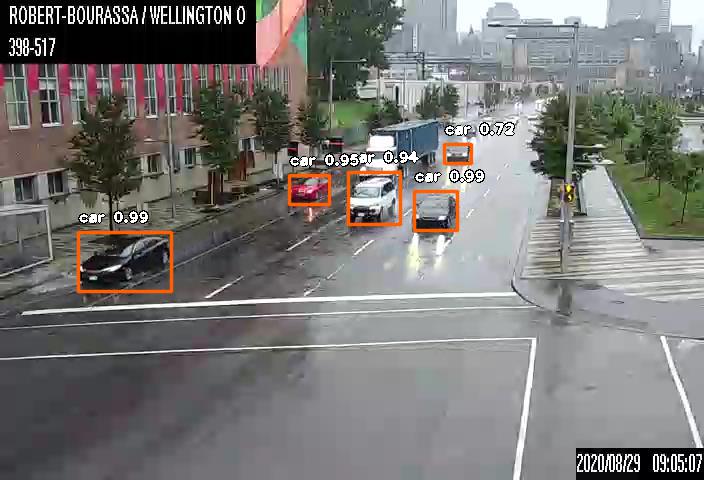 ROBERT-BOURASSA / WELLINGTON O
398-517
car 0.72
car 0.95
car 0.94
car 0.99
car 0.99
2020/08/29 09:05:07